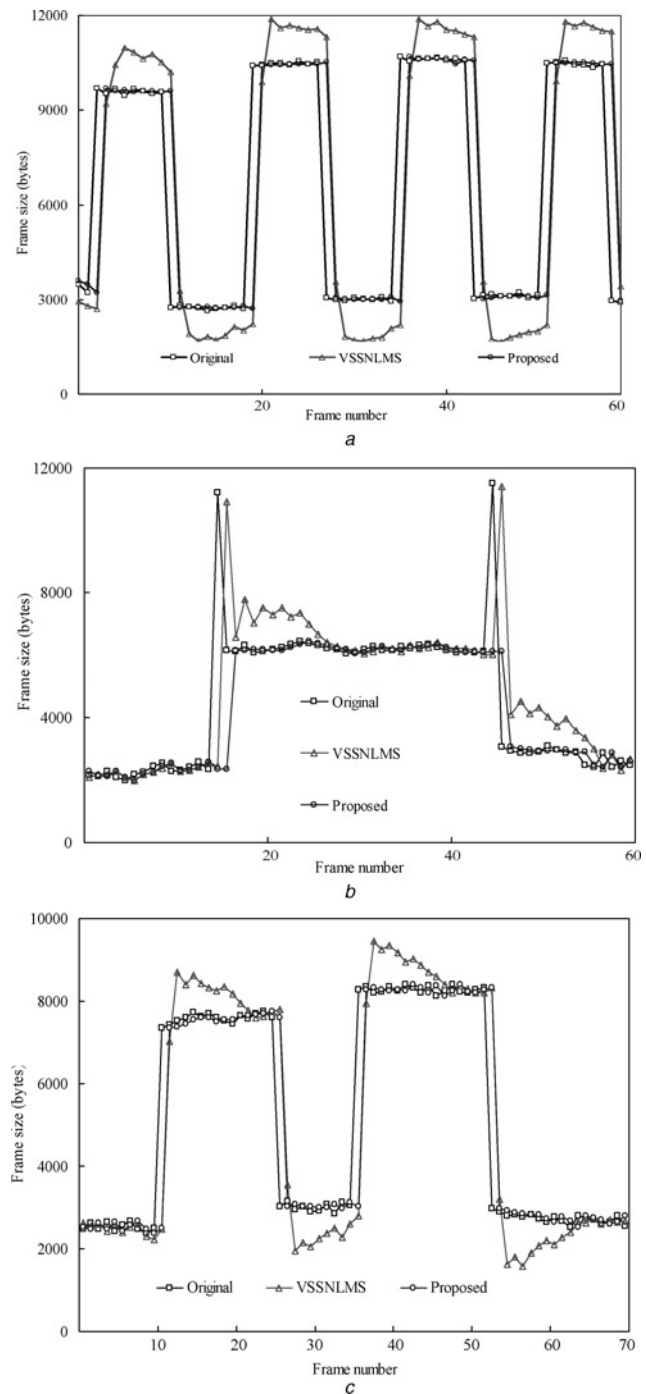 12000
9000
6000
3000
0
Frame size (bytes)
Original VSSNLMS Proposed
20 40 60
Frame number
a
12000
8000
4000
0
Frame size (bytes)
Original
VSSNLMS
Proposed
20 40 60
Frame number
b
10000
8000
6000
4000
2000
0
Frame size (bytes)
Original VSSNLMS Proposed
10 20 30 40 50 60 70
Frame number
c